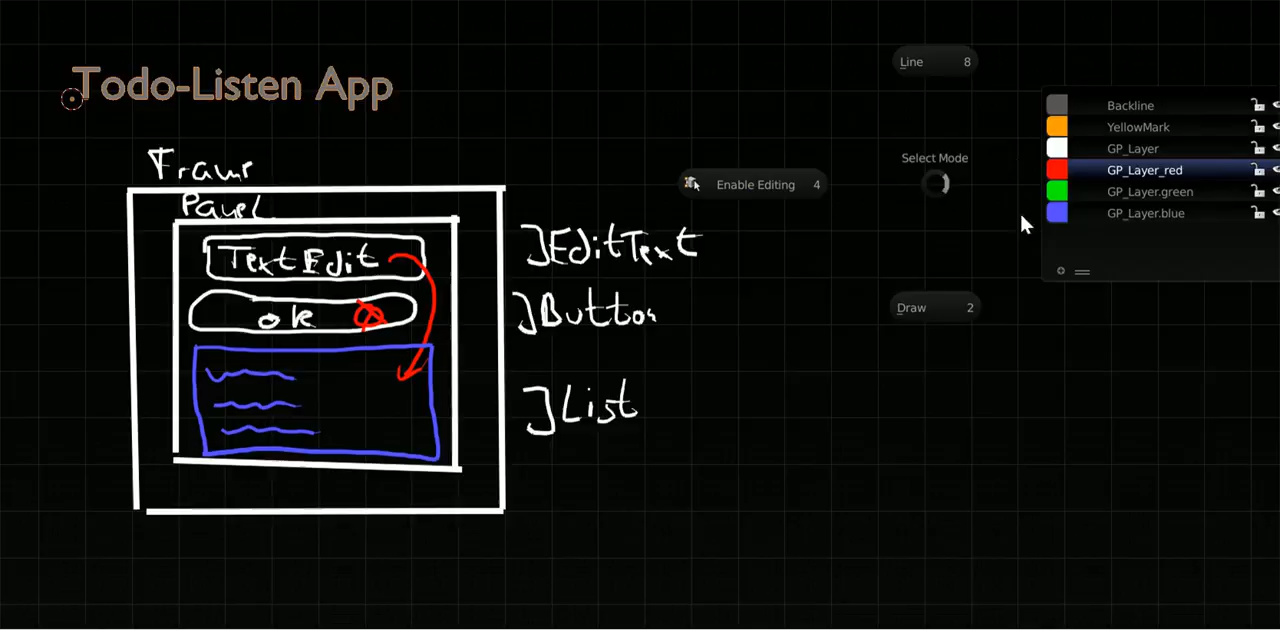 Todo-Listen App
Frame
Panel
TextEdit
ok
JEditText
JButton
JList
Line 8
Select Mode
Enable Editing 4
Draw 2
Backline
YellowMark
GP_Layer
GP_Layer_red
GP_Layer.green
GP_Layer.blue